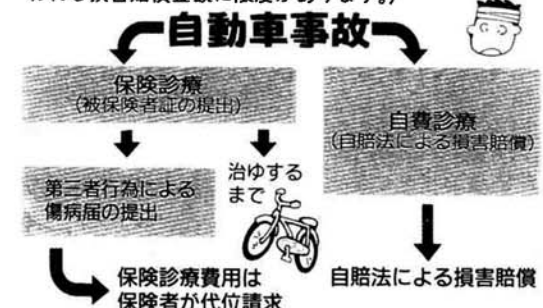 自動車事故
保険診療
(被保険者証の提出)
自費診療
(自賠法による損害賠償)
治ゆする
まで
第三者行為による
傷病届の提出
保険診療費用は
保険者が代位請求
自賠法による損害賠償